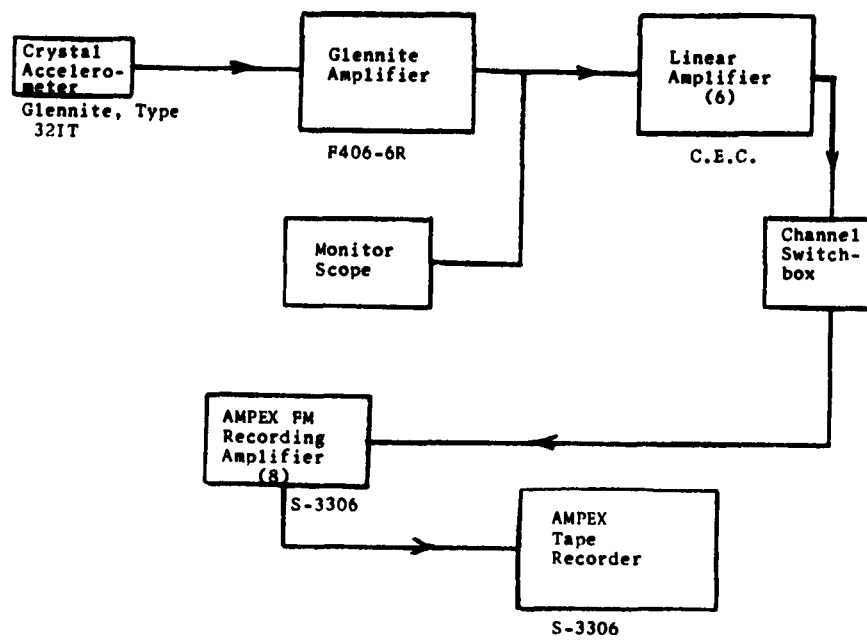 Crystal
Accelero-
meter
Glennite, Type
32IT
Glennite
Amplifier
F406-6R
Linear
Amplifier
(6)
C.E.C.
Monitor
Scope
Channel
Switch-
box
AMPEX FM
Recording
Amplifier
(8)
S-3306
AMPEX
Tape
Recorder
S-3306